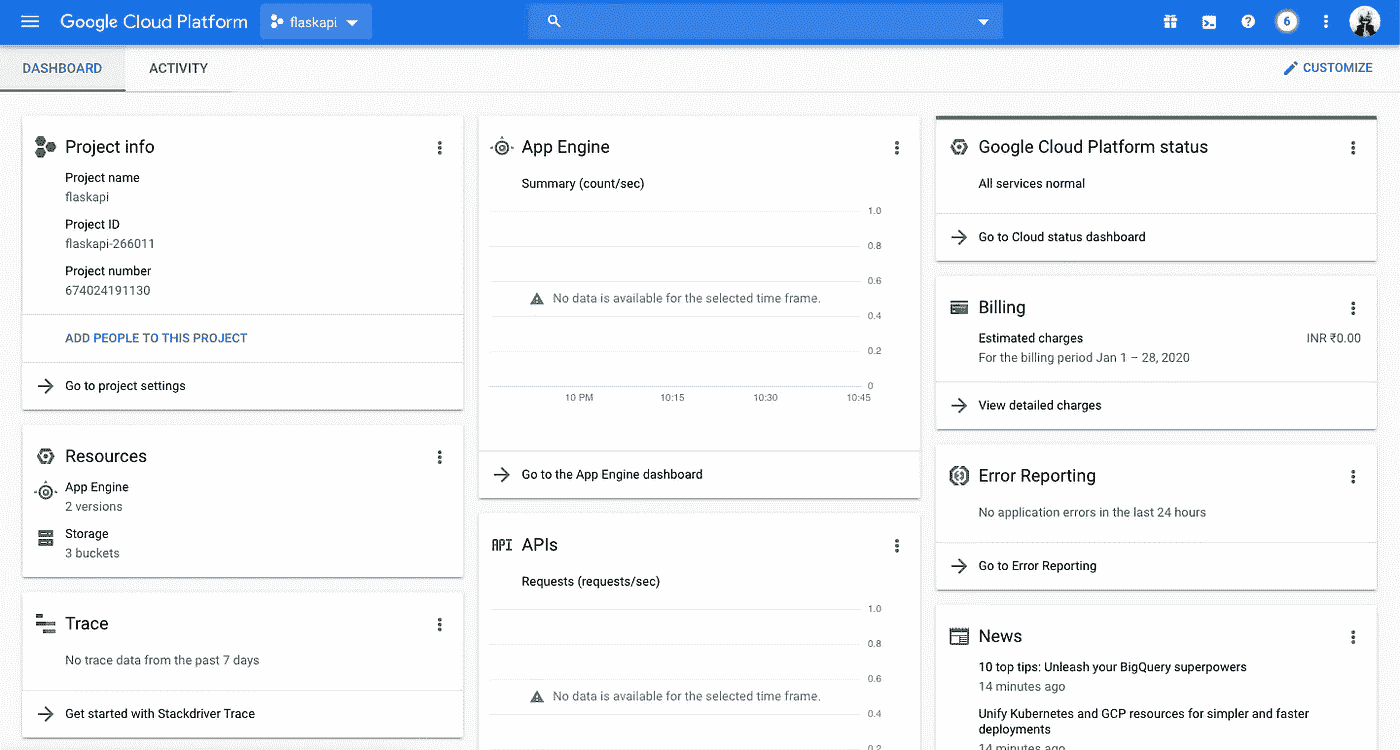 Google Cloud Platform
flaskapi
6
DASHBOARD
ACTIVITY
CUSTOMIZE
Project info
Project name
flaskapi
Project ID
flaskapi-266011
Project number
674024191130
ADD PEOPLE TO THIS PROJECT
Go to project settings
Resources
App Engine
2 versions
Storage
3 buckets
Trace
No trace data from the past 7 days
Get started with Stackdriver Trace
App Engine
Summary (count/sec)
1.0
0.8
0.6
No data is available for the selected time frame.
0.4
0.2
0
10 PM 10:15 10:30 10:45
Go to the App Engine dashboard
API APIs
Requests (requests/sec)
1.0
0.8
0.6
No data is available for the selected time frame.
0.4
0.2
Google Cloud Platform status
All services normal
Go to Cloud status dashboard
Billing
Estimated charges INR ₹0.00
For the billing period Jan 1 – 28, 2020
View detailed charges
Error Reporting
No application errors in the last 24 hours
Go to Error Reporting
News
10 top tips: Unleash your BigQuery superpowers
14 minutes ago
Unify Kubernetes and GCP resources for simpler and faster
deployments
14 minutes ago